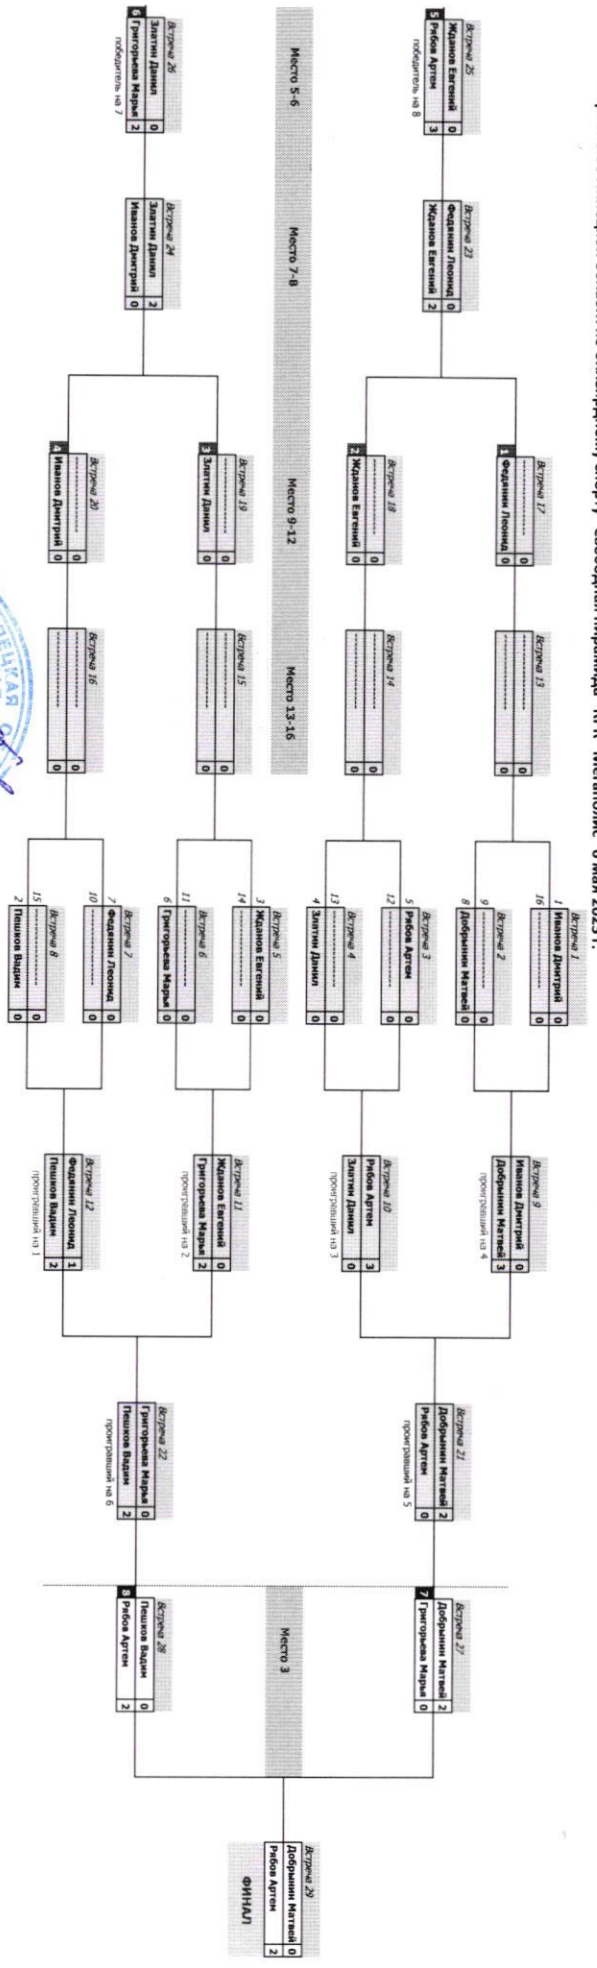 бильярдному спорту "Свободная пирамида" КРК "Мегаполис"
Встреча 25
Жданов Евгений 0
5 Рябов Артем 3
победитель на 8
Место 5-6
Встреча 26
Златин Данил 0
6 Григорьева Марья 2
победитель на 7
Встреча 23
Федянин Леонид 0
Жданов Евгений 2
Место 7-8
Встреча 24
Златин Данил 2
Иванов Дмитрий 0
Встреча 17
------------------ 0
1 Федянин Леонид 0
Встреча 18
------------------ 0
2 Жданов Евгений 0
Место 9-12
Встреча 19
------------------ 0
3 Златин Данил 0
Встреча 20
------------------ 0
4 Иванов Дмитрий 0
Встреча 13
------------------ 0
------------------ 0
Встреча 14
------------------ 0
------------------ 0
Место 13-16
Встреча 15
------------------ 0
------------------ 0
Встреча 16
------------------ 0
------------------ 0
Встреча 1
1 Иванов Дмитрий 0
16 ------------------ 0
Встреча 2
9 ------------------ 0
8 Добрынин Матвей 0
Встреча 3
5 Рябов Артем 0
12 ------------------ 0
Встреча 4
13 ------------------ 0
4 Златин Данил 0
Встреча 5
3 Жданов Евгений 0
14 ------------------ 0
Встреча 6
11 ------------------ 0
6 Григорьева Марья 0
Встреча 7
7 Федянин Леонид 0
10 ------------------ 0
Встреча 8
15 ------------------ 0
2 Пешков Вадим 0
Встреча 9
Иванов Дмитрий 0
Добрынин Матвей 3
проигравший на 4
Встреча 10
Рябов Артем 3
Златин Данил 0
проигравший на 3
Встреча 11
Жданов Евгений 0
Григорьева Марья 2
проигравший на 2
Встреча 12
Федянин Леонид 1
Пешков Вадим 2
проигравший на 1
Встреча 21
Добрынин Матвей 2
Рябов Артем 0
проигравший на 5
Встреча 22
Григорьева Марья 0
Пешков Вадим 2
проигравший на 6
Встреча 27
Добрынин Матвей 2
7 Григорьева Марья 0
Место 3
Встреча 28
Пешков Вадим 0
8 Рябов Артем 2
Встреча 29
Добрынин Матвей 0
Рябов Артем 2
ФИНАЛ